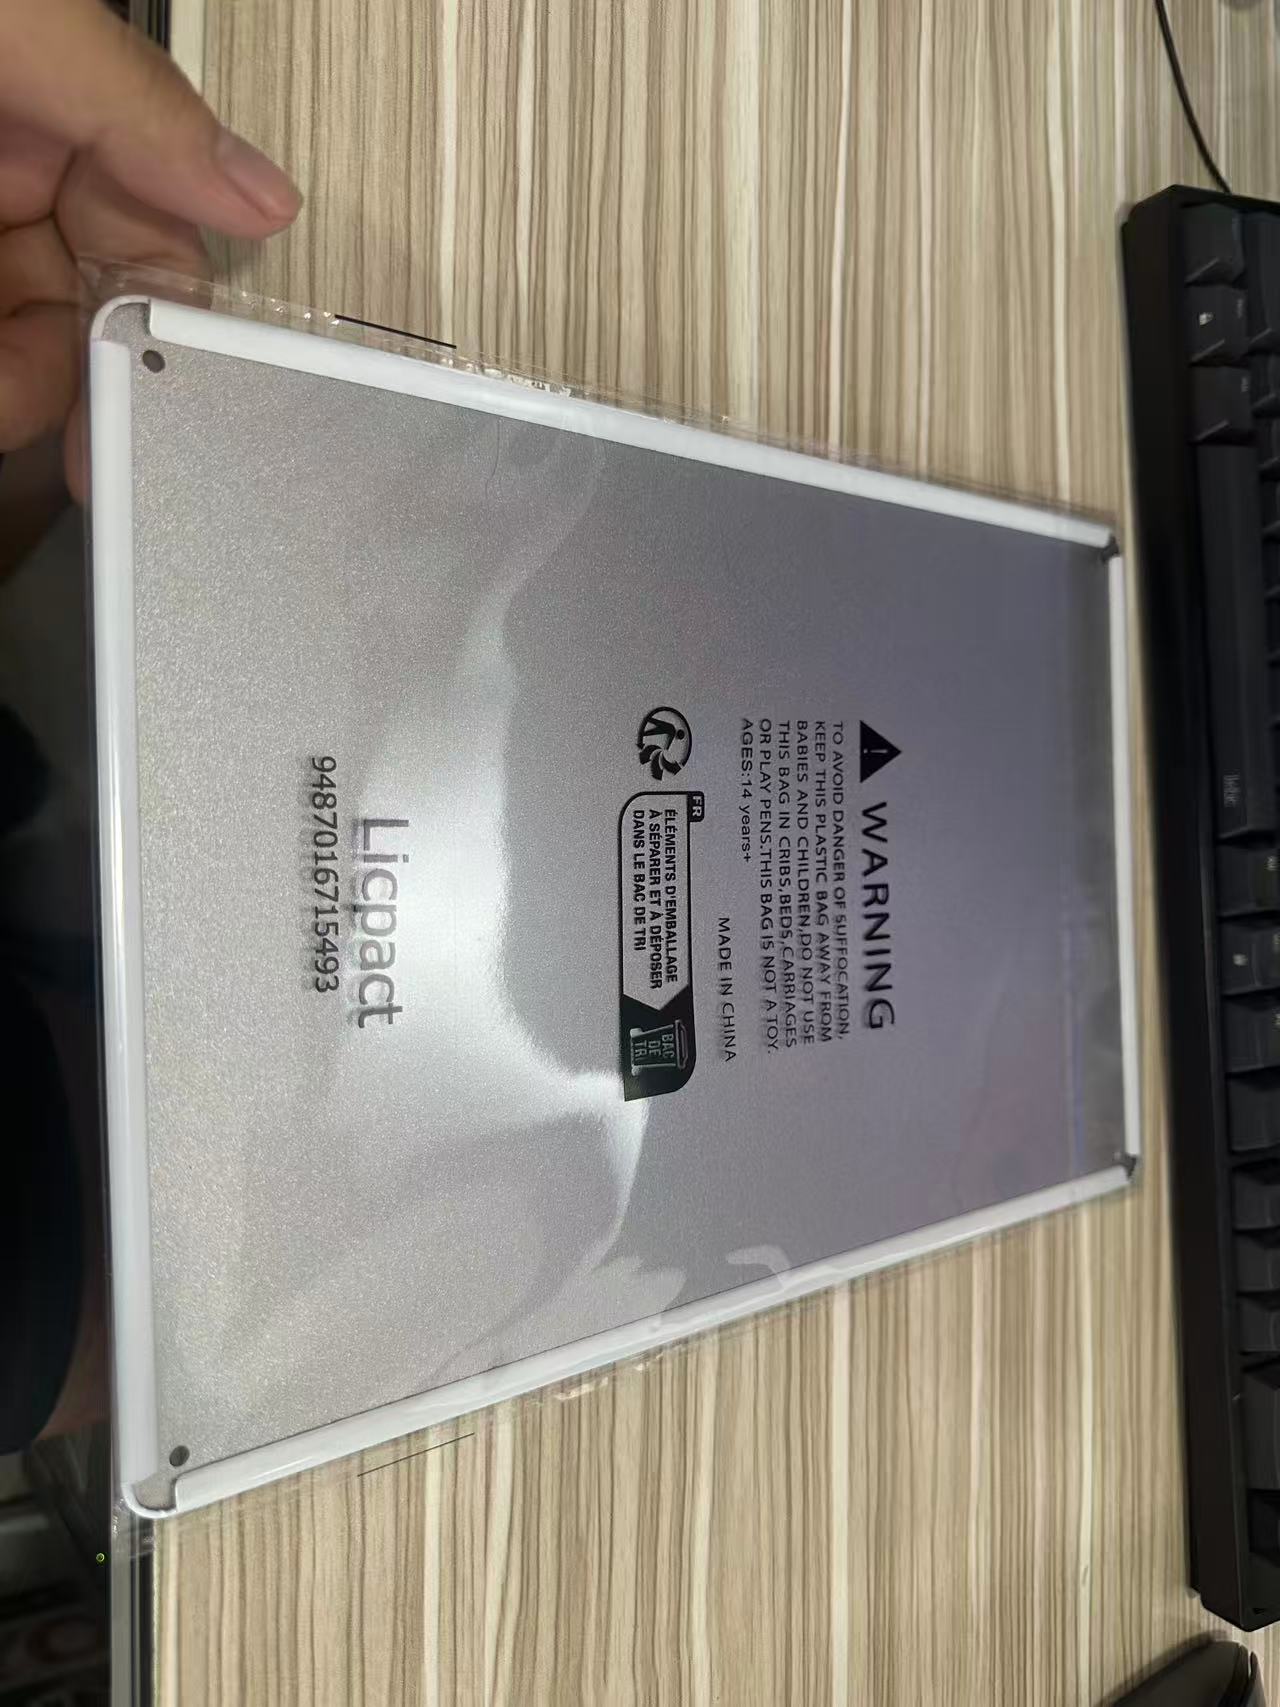 WARNING
TO AVOID DANGER OF SUFFOCATION,
KEEP THIS PLASTIC BAG AWAY FROM
BABIES AND CHILDREN,DO NOT USE
THIS BAG IN CRIBS,BEDS,CARRIAGES
OR PLAY PENS.THIS BAG IS NOT A TOY.
AGES:14 years+
MADE IN CHINA
FR
ÉLÉMENTS D'EMBALLAGE
À SÉPARER ET À DÉPOSER
DANS LE BAC DE TRI
BAC
DE
TRI
Licpact
9487016715493